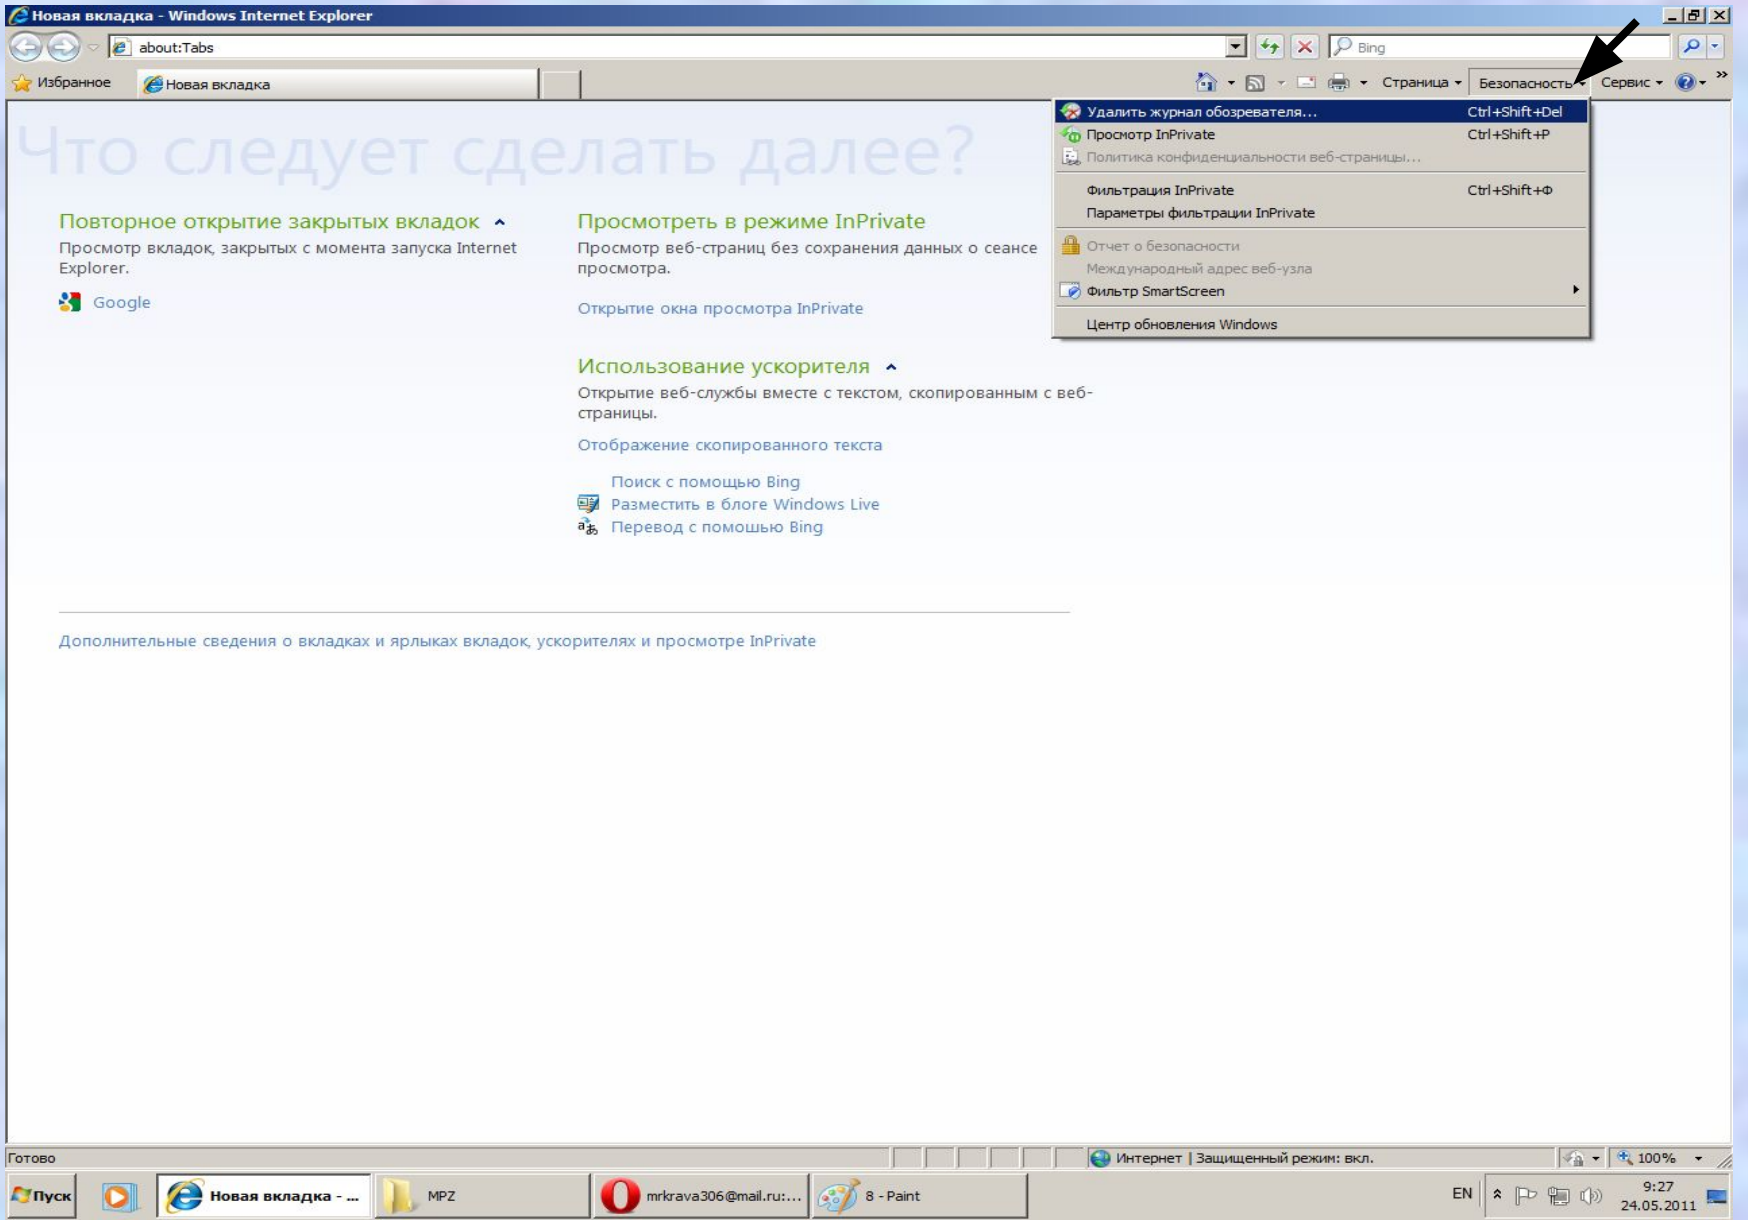 Новая вкладка - Windows Internet Explorer
about:Tabs
Bing
Избранное
Новая вкладка
Страница
Безопасность
Сервис
Удалить журнал обозревателя... Ctrl+Shift+Del
Просмотр InPrivate Ctrl+Shift+P
Политика конфиденциальности веб-страницы...
Фильтрация InPrivate Ctrl+Shift+Ф
Параметры фильтрации InPrivate
Отчет о безопасности
Международный адрес веб-узла
Фильтр SmartScreen
Центр обновления Windows
Что следует сделать далее?
Повторное открытие закрытых вкладок
Просмотр вкладок, закрытых с момента запуска Internet
Explorer.
Google
Просмотреть в режиме InPrivate
Просмотр веб-страниц без сохранения данных о сеансе
просмотра.
Открытие окна просмотра InPrivate
Использование ускорителя
Открытие веб-службы вместе с текстом, скопированным с веб-
страницы.
Отображение скопированного текста
Поиск с помощью Bing
Разместить в блоге Windows Live
Перевод с помошью Bing
Дополнительные сведения о вкладках и ярлыках вкладок, ускорителях и просмотре InPrivate
Готово
Интернет | Защищенный режим: вкл.
100%
Пуск
Новая вкладка - ...
MPZ
mrkrava306@mail.ru:...
8 - Paint
EN
9:27
24.05.2011